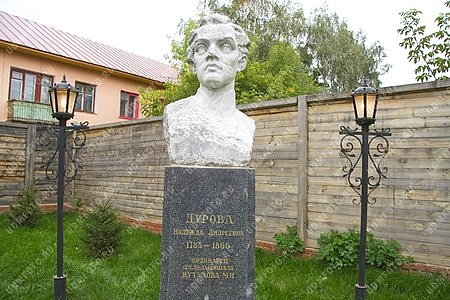 ДУРОВА
НАДЕЖДА АНДРЕЕВНА
1783 – 1866
ОРДИНАРЕЦ
ФЕЛЬДМАРШАЛА
КУТУЗОВА М.И.